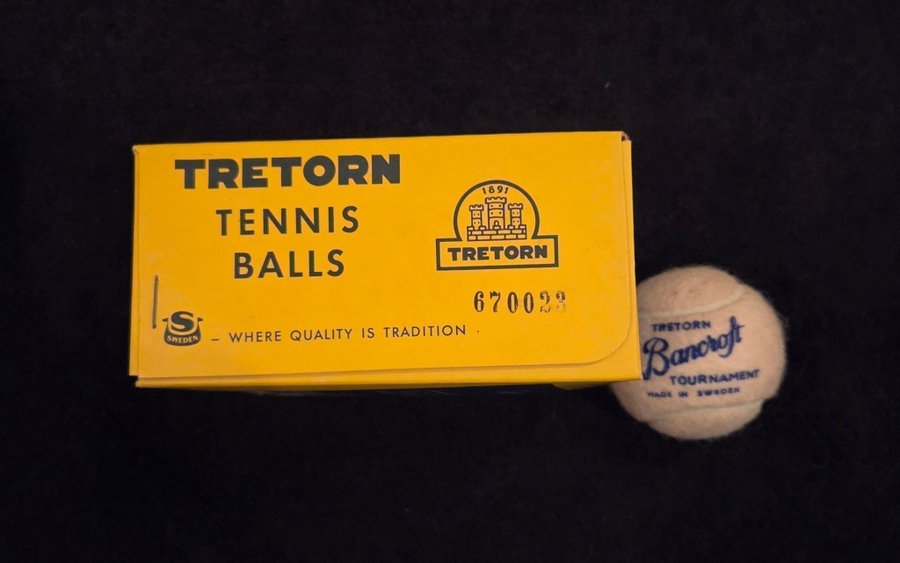 TRETORN
TENNIS
BALLS
1891
TRETORN
670023
S
SWEDEN
– WHERE QUALITY IS TRADITION .
TRETORN
Bancroft
TOURNAMENT
MADE IN SWEDEN